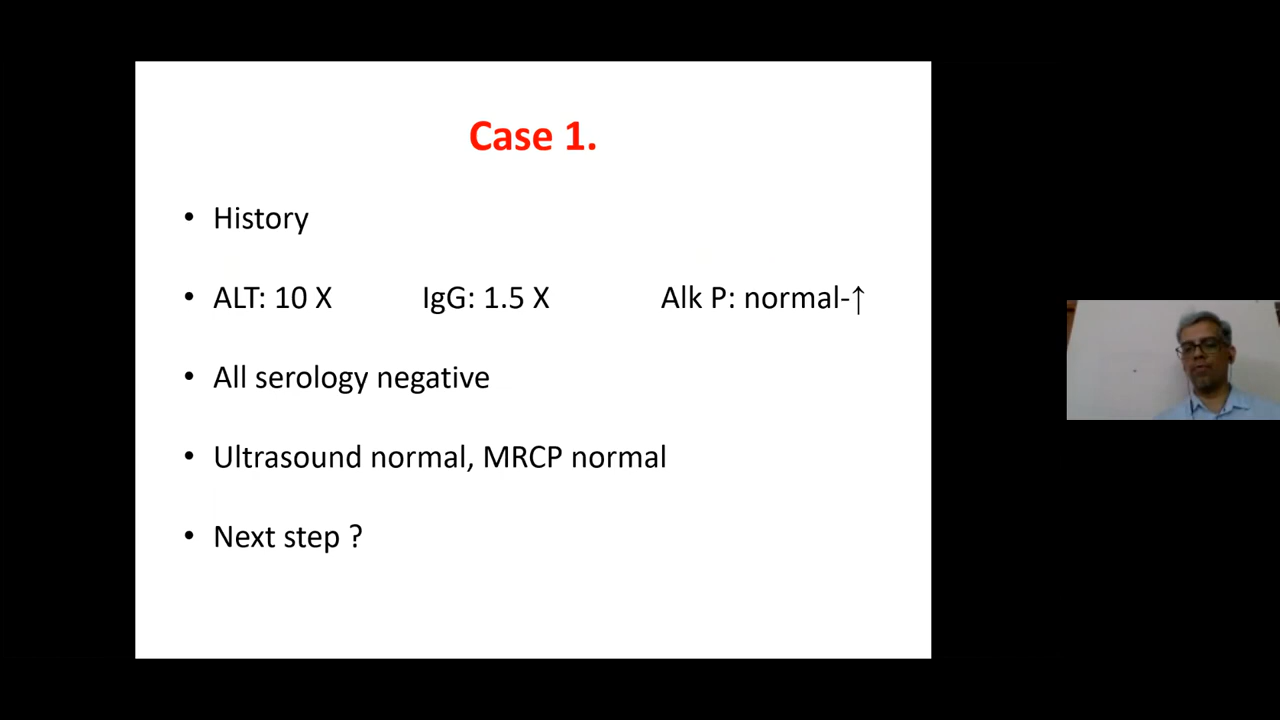 Case 1.
• History
• ALT: 10 X IgG: 1.5 X Alk P: normal-↑
• All serology negative
• Ultrasound normal, MRCP normal
• Next step ?